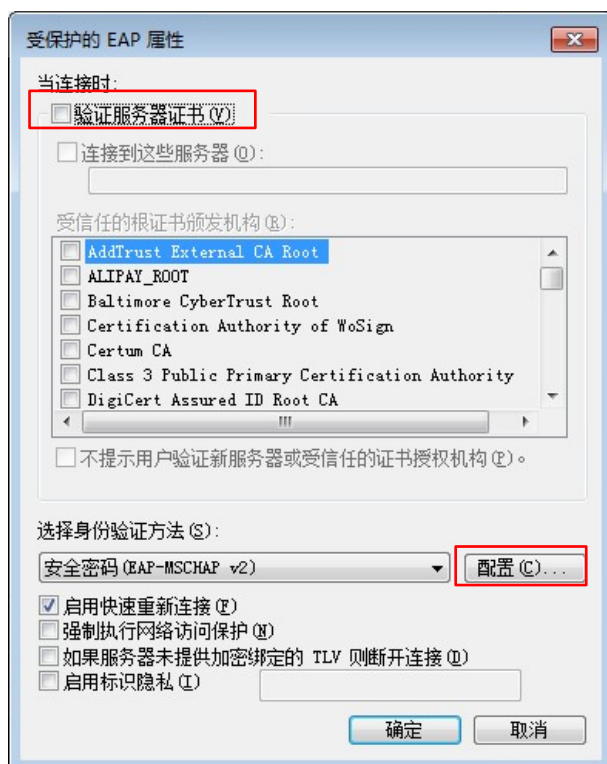 受保护的 EAP 属性
当连接时:
验证服务器证书(V)
连接到这些服务器(O):
受信任的根证书颁发机构(R):
AddTrust External CA Root
ALIPAY_ROOT
Baltimore CyberTrust Root
Certification Authority of WoSign
Certum CA
Class 3 Public Primary Certification Authority
DigiCert Assured ID Root CA
不提示用户验证新服务器或受信任的证书授权机构(P)。
选择身份验证方法(S):
安全密码(EAP-MSCHAP v2) 配置(C)...
启用快速重新连接(F)
强制执行网络访问保护(N)
如果服务器未提供加密绑定的 TLV 则断开连接(D)
启用标识隐私(I)
确定 取消